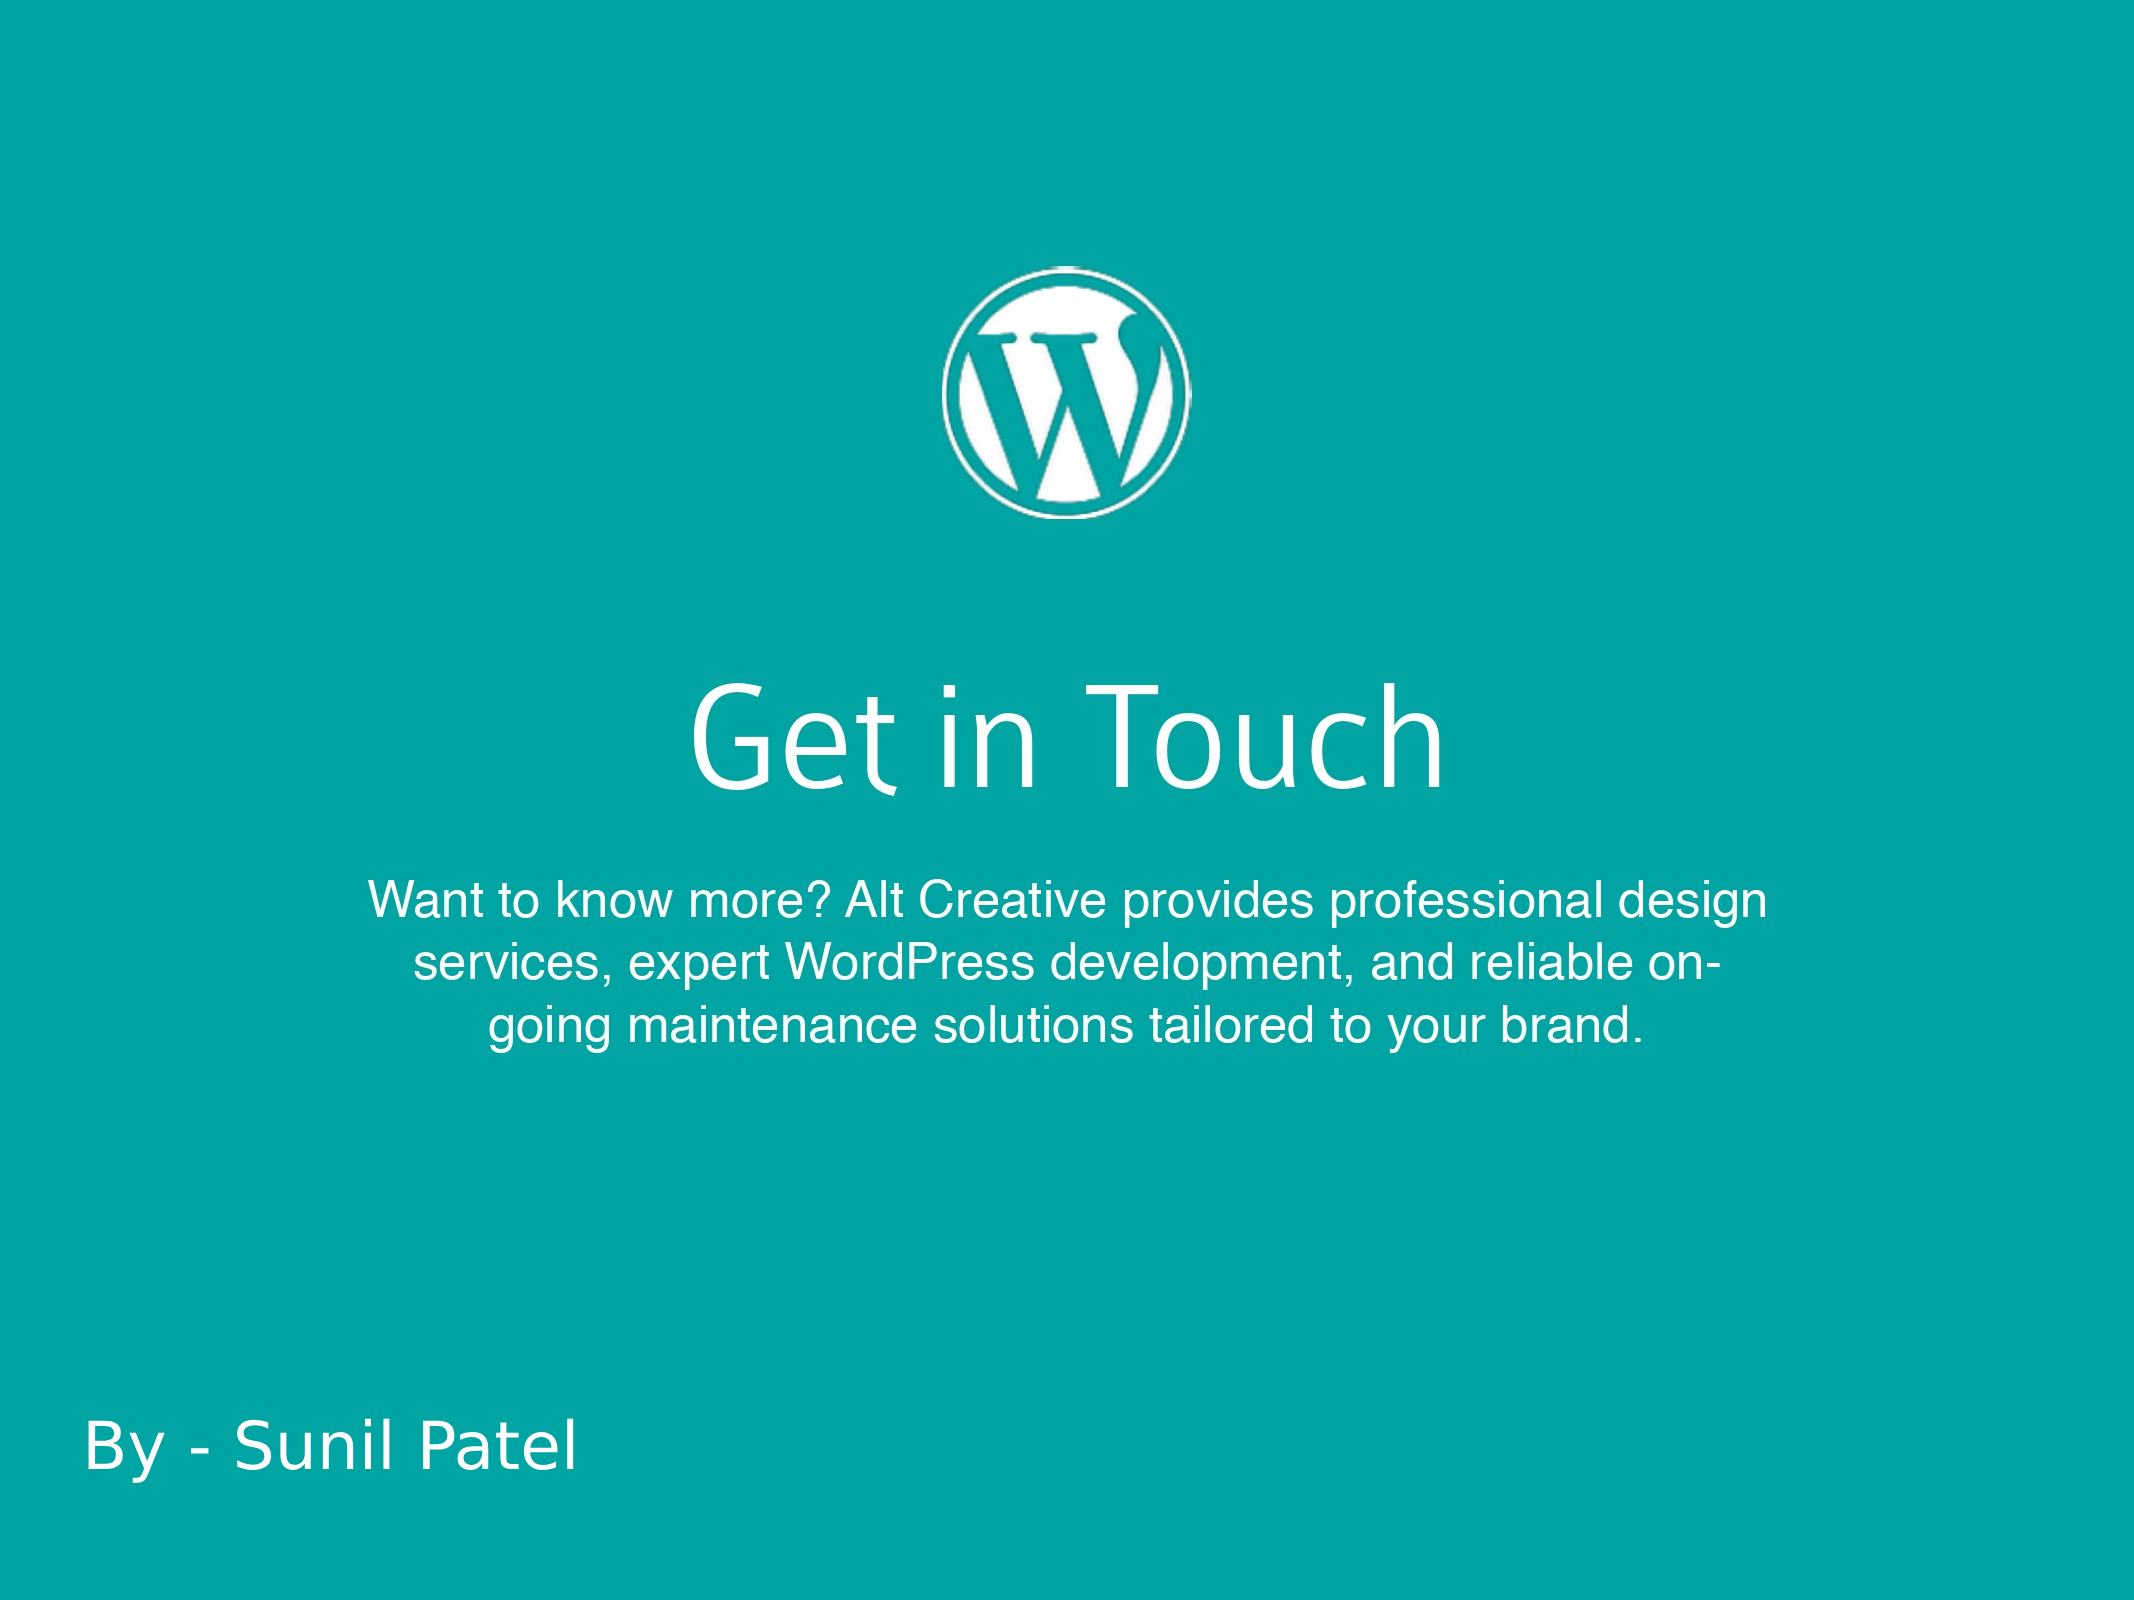 Get in Touch
Want to know more? Alt Creative provides professional design
services, expert WordPress development, and reliable on-
going maintenance solutions tailored to your brand.
By - Sunil Patel